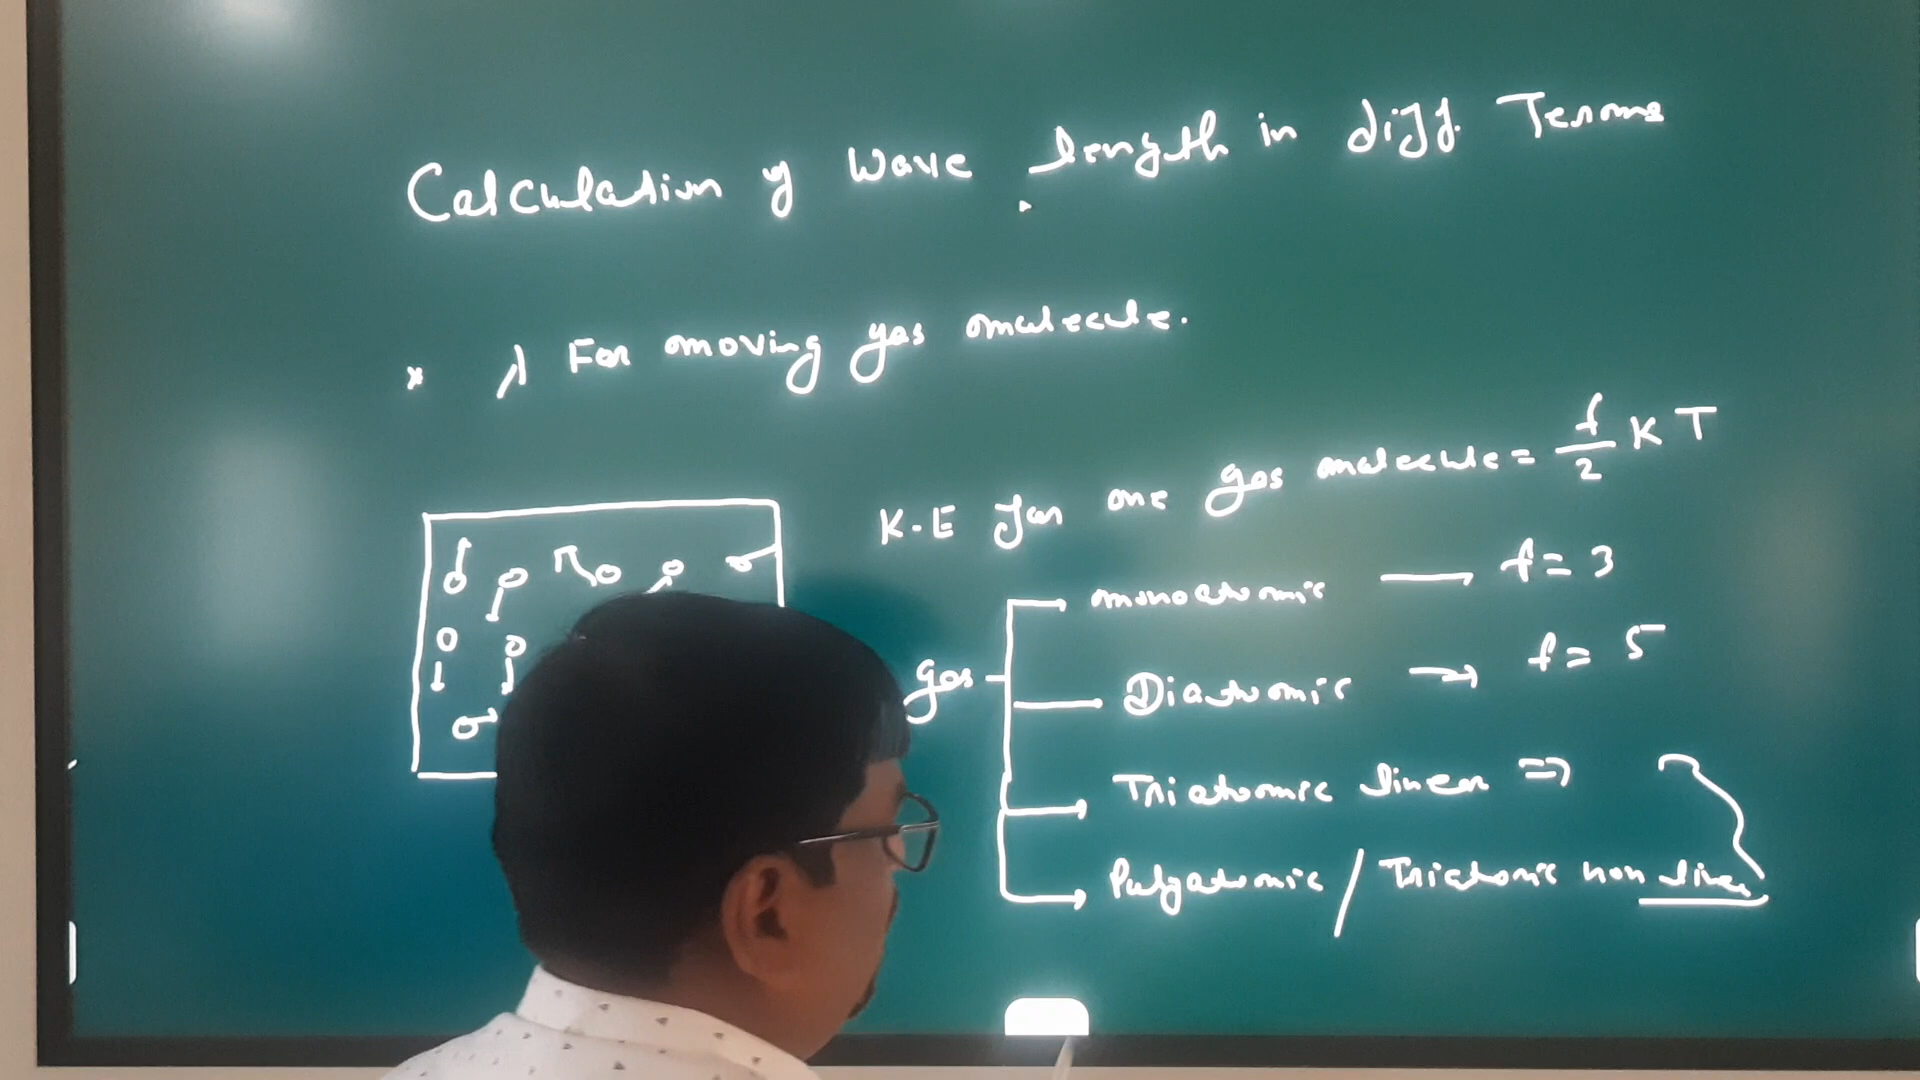 Calculation of Wave length in diff. Terms
* λ For moving gas molecule.
K.E for one gas molecule = f/2 K T
monoatomic — f = 3
gas
Diatomic → f = 5
Triatomic linear ⇒
Polyatomic / Triatomic non linear